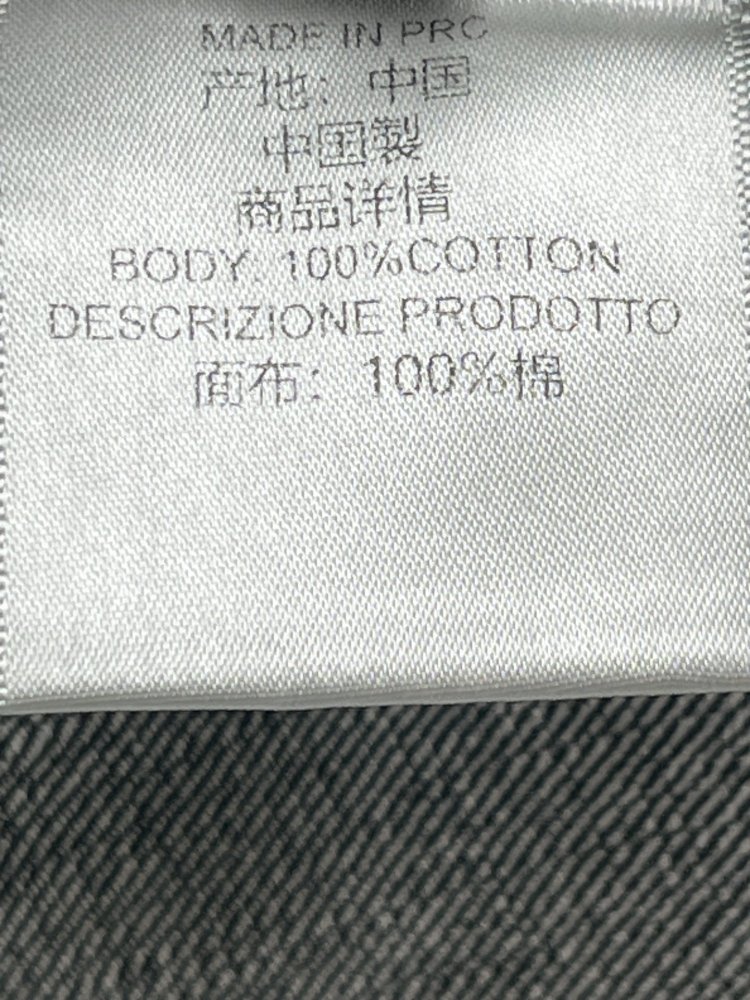 MADE IN PRC
产地：中国
中国製
商品详情
BODY: 100%COTTON
DESCRIZIONE PRODOTTO
面布：100%棉